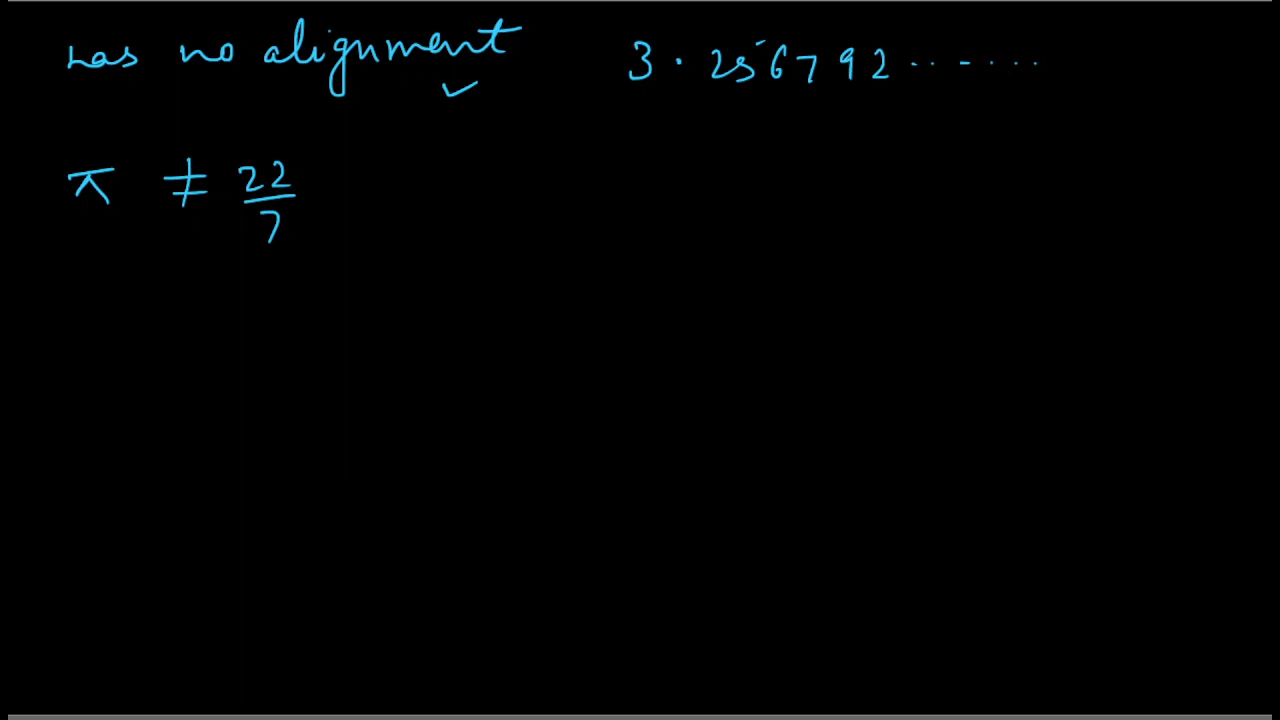 has no alignment ✓ 3.256792.......
π ≠ 22/7